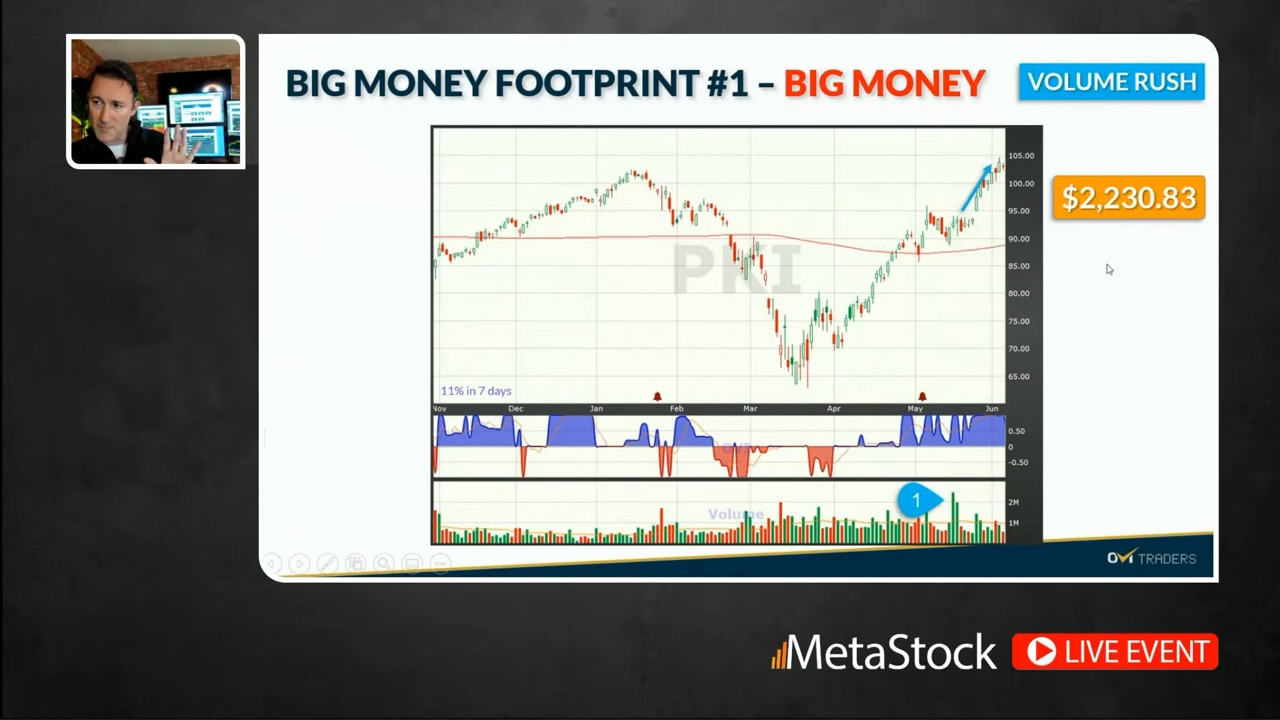 BIG MONEY FOOTPRINT #1 – BIG MONEY
VOLUME RUSH
$2,230.83
PKI
105.00
100.00
95.00
90.00
85.00
80.00
75.00
70.00
65.00
11% in 7 days
Nov Dec Jan Feb Mar Apr May Jun
0.50
0
-0.50
OVI
1
Volume
2M
1M
OVI TRADERS
MetaStock
LIVE EVENT